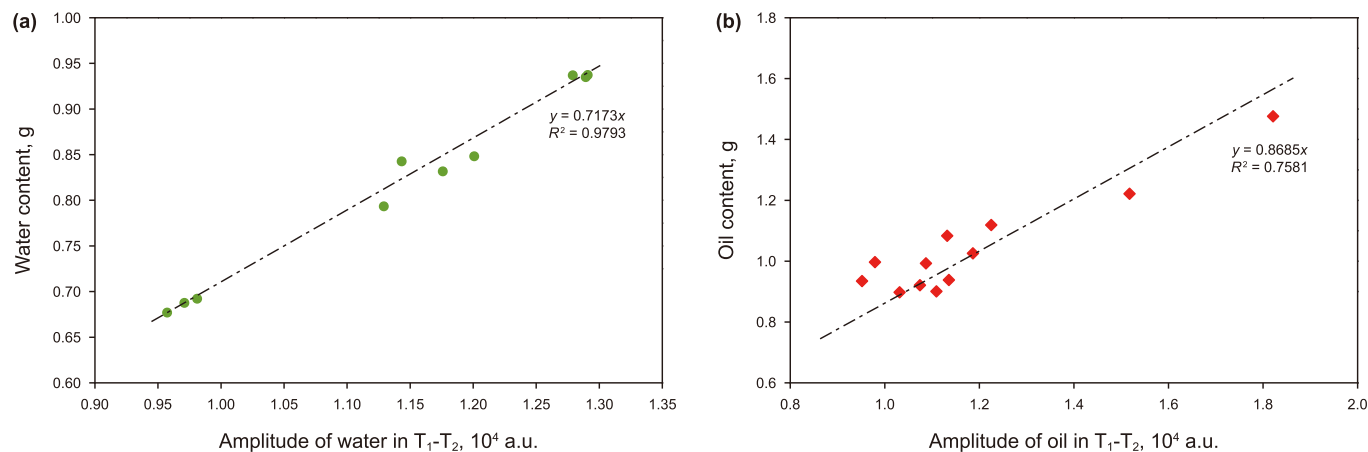 (a)
1.00
0.95
0.90
0.85
0.80
0.75
0.70
0.65
0.60
Water content, g
y = 0.7173x
R² = 0.9793
0.90 0.95 1.00 1.05 1.10 1.15 1.20 1.25 1.30 1.35
Amplitude of water in T₁-T₂, 10⁴ a.u.
(b)
1.8
1.6
1.4
1.2
1.0
0.8
0.6
Oil content, g
y = 0.8685x
R² = 0.7581
0.8 1.0 1.2 1.4 1.6 1.8 2.0
Amplitude of oil in T₁-T₂, 10⁴ a.u.